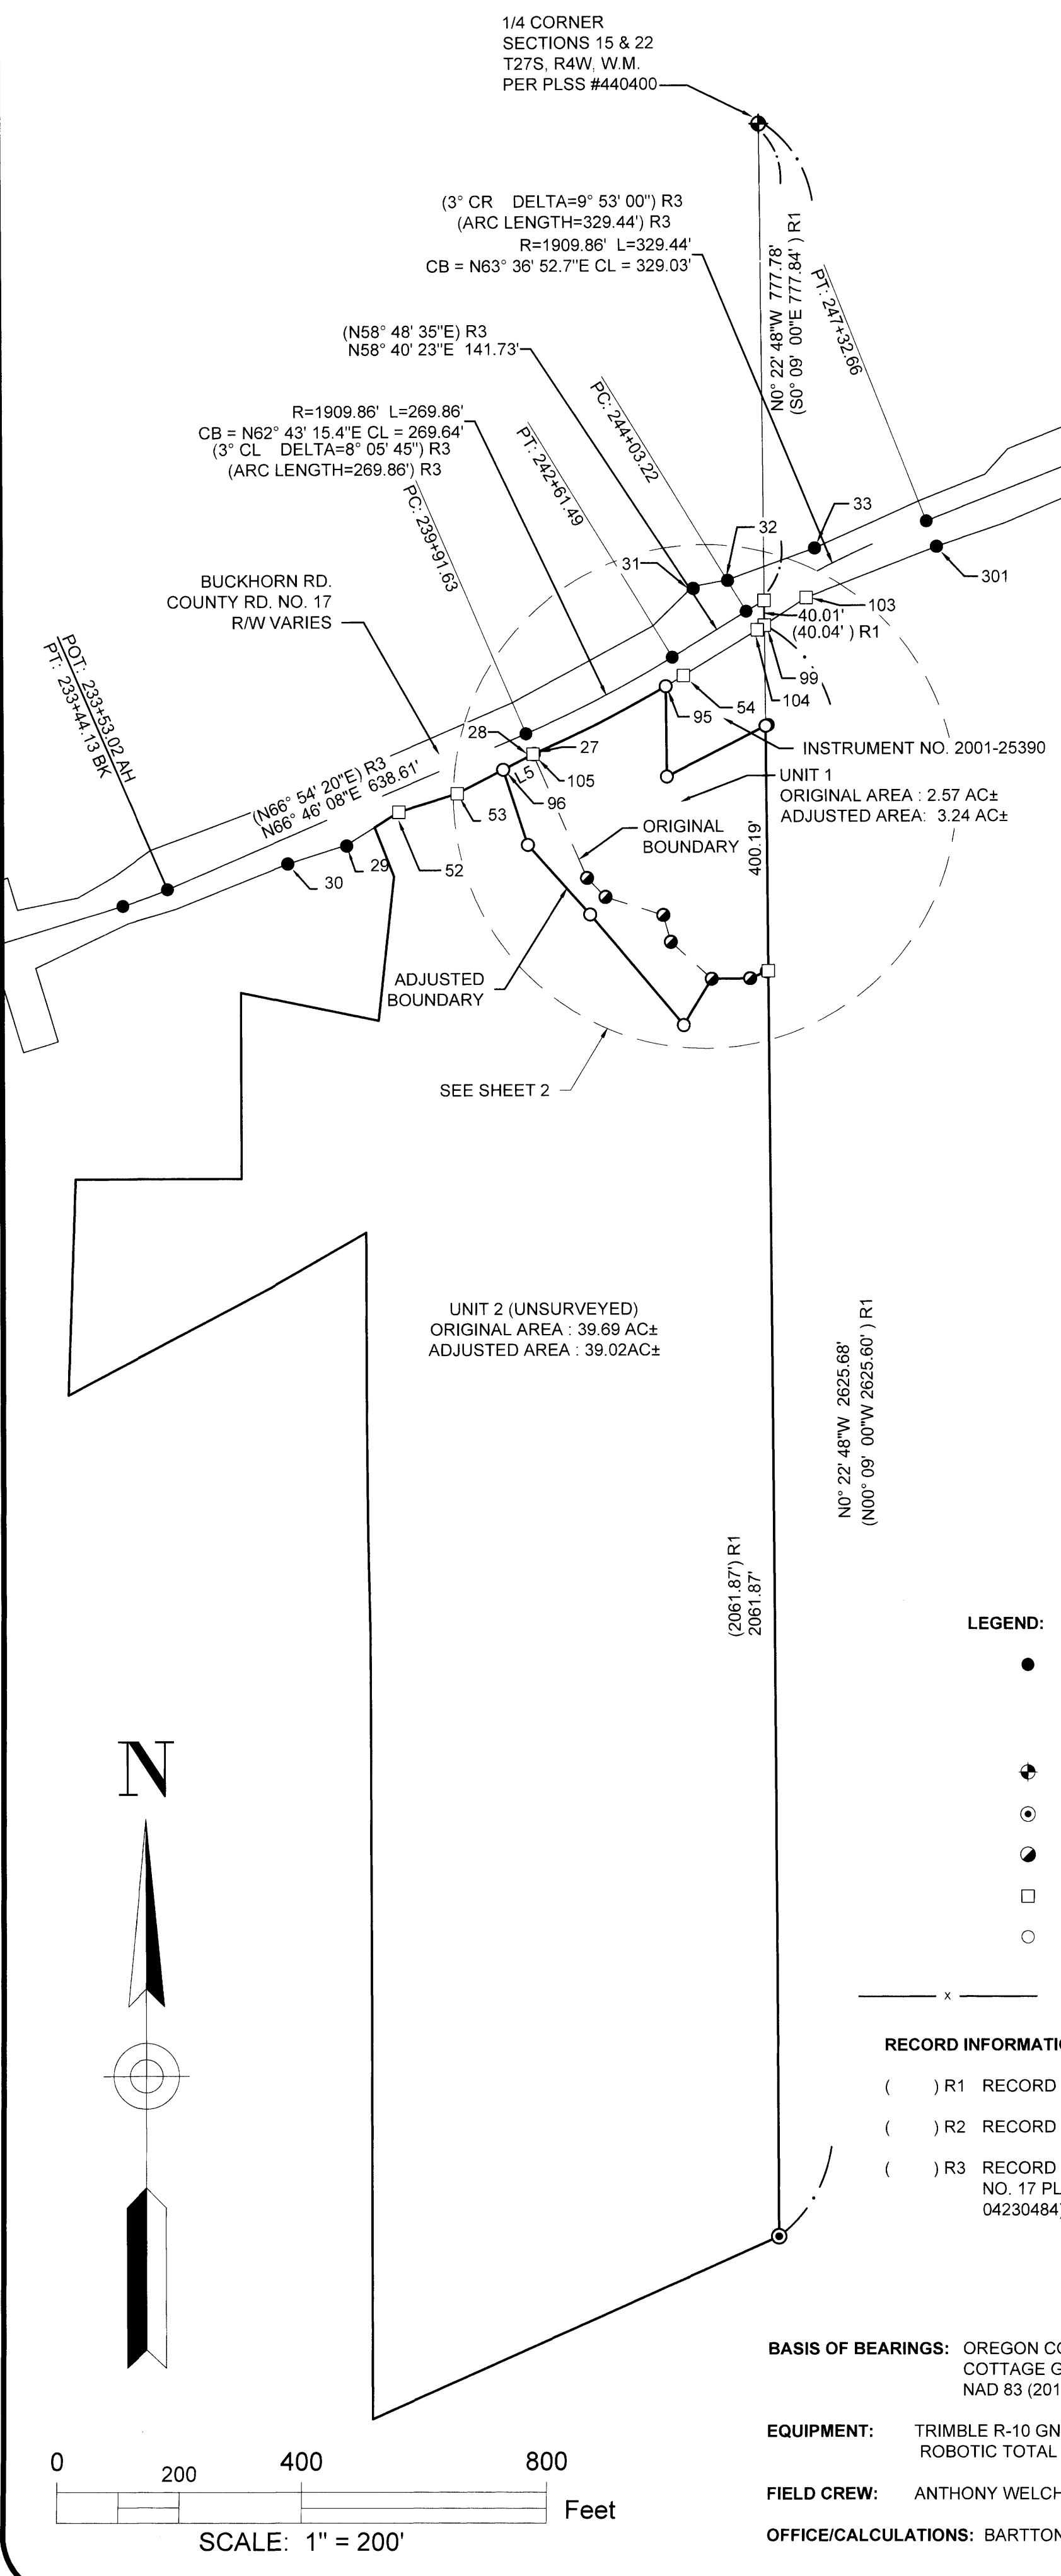 1/4 CORNER
SECTIONS 15 & 22
T27S, R4W, W.M.
PER PLSS #440400
(3° CR DELTA=9° 53' 00") R3
(ARC LENGTH=329.44') R3
R=1909.86' L=329.44'
CB = N63° 36' 52.7"E CL = 329.03'
N0° 22' 48"W 777.78'
(S0° 09' 00"E 777.84' ) R1
PT: 247+32.66
(N58° 48' 35"E) R3
N58° 40' 23"E 141.73'
PC: 244+03.22
R=1909.86' L=269.86'
CB = N62° 43' 15.4"E CL = 269.64'
(3° CL DELTA=8° 05' 45") R3
(ARC LENGTH=269.86') R3
PT: 242+61.49
PC: 239+91.63
33
32
31
301
BUCKHORN RD.
COUNTY RD. NO. 17
R/W VARIES
103
40.01'
(40.04' ) R1
POT: 233+53.02 AH
PT: 233+44.13 BK
99
104
54
95
28
27
INSTRUMENT NO. 2001-25390
105
L5
96
UNIT 1
ORIGINAL AREA : 2.57 AC±
ADJUSTED AREA: 3.24 AC±
(N66° 54' 20"E) R3
N66° 46' 08"E 638.61'
53
ORIGINAL
BOUNDARY
400.19'
29
52
30
ADJUSTED
BOUNDARY
SEE SHEET 2
UNIT 2 (UNSURVEYED)
ORIGINAL AREA : 39.69 AC±
ADJUSTED AREA : 39.02AC±
N0° 22' 48"W 2625.68'
(N00° 09' 00"W 2625.60' ) R1
(2061.87') R1
2061.87'
LEGEND:
N
x
RECORD INFORMATI
( ) R1 RECORD
( ) R2 RECORD
( ) R3 RECORD
NO. 17 PL
04230484)
BASIS OF BEARINGS: OREGON CO
COTTAGE G
NAD 83 (201
EQUIPMENT: TRIMBLE R-10 GN
ROBOTIC TOTAL
FIELD CREW: ANTHONY WELCH
OFFICE/CALCULATIONS: BARTTON
0 200 400 800
Feet
SCALE: 1" = 200'